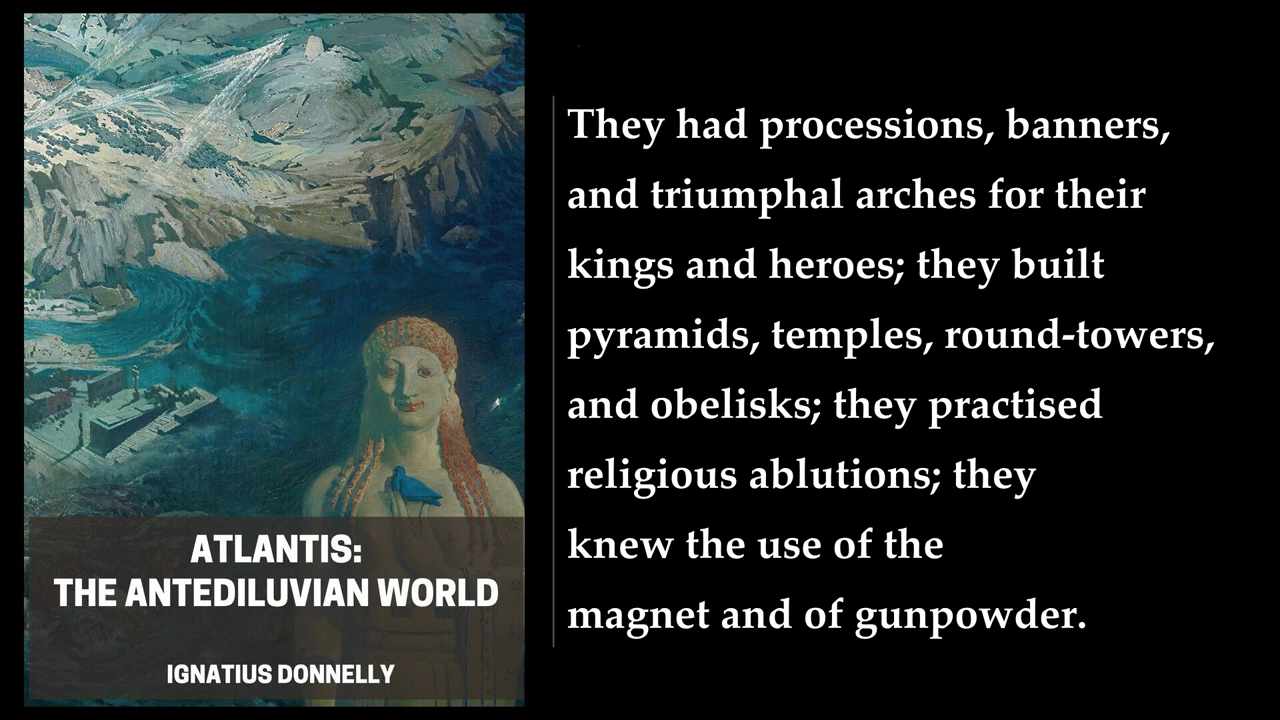 ATLANTIS:
THE ANTEDILUVIAN WORLD
IGNATIUS DONNELLY
They had processions, banners,
and triumphal arches for their
kings and heroes; they built
pyramids, temples, round-towers,
and obelisks; they practised
religious ablutions; they
knew the use of the
magnet and of gunpowder.